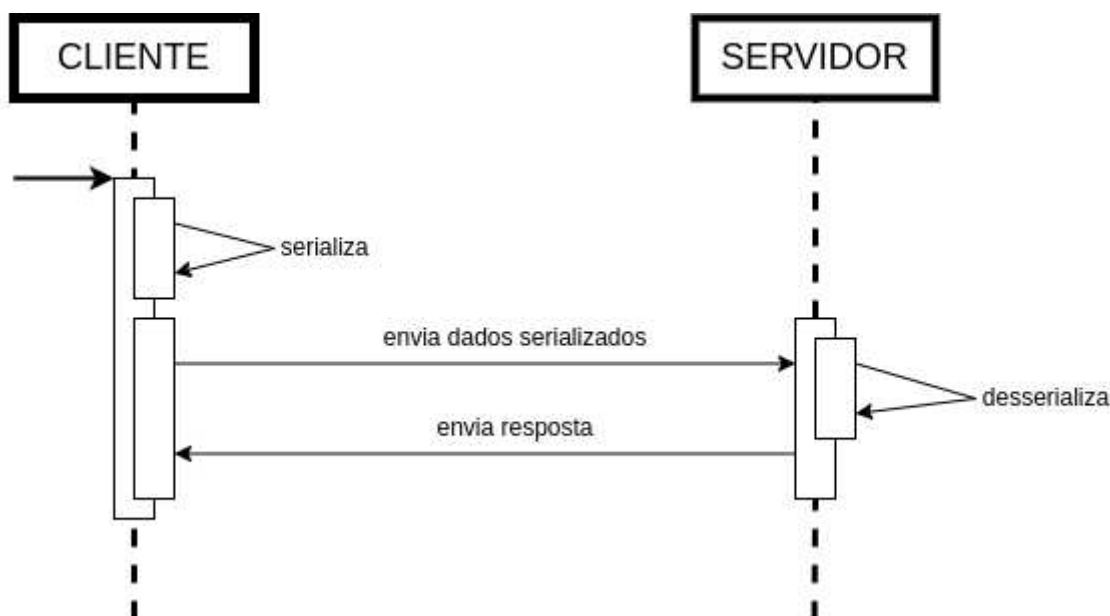 CLIENTE
SERVIDOR
serializa
envia dados serializados
desserializa
envia resposta